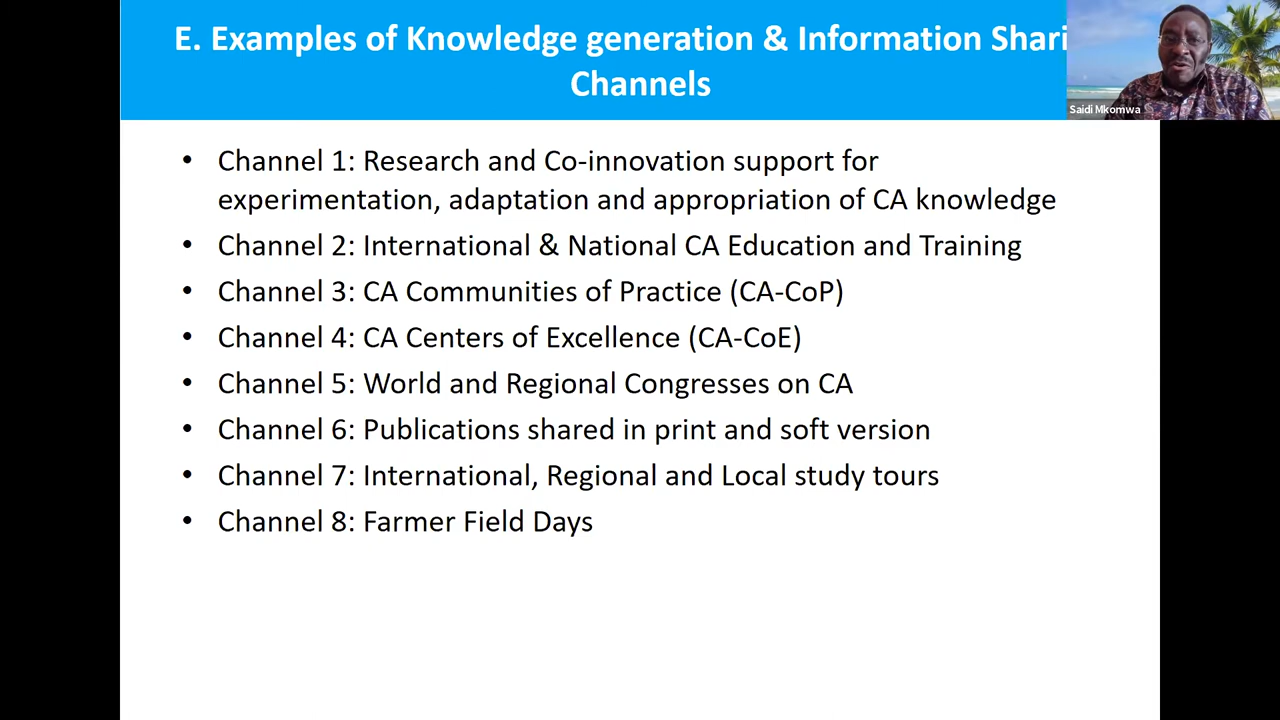 E. Examples of Knowledge generation & Information Shari
Channels
Saidi Mkomwa
• Channel 1: Research and Co-innovation support for
experimentation, adaptation and appropriation of CA knowledge
• Channel 2: International & National CA Education and Training
• Channel 3: CA Communities of Practice (CA-CoP)
• Channel 4: CA Centers of Excellence (CA-CoE)
• Channel 5: World and Regional Congresses on CA
• Channel 6: Publications shared in print and soft version
• Channel 7: International, Regional and Local study tours
• Channel 8: Farmer Field Days